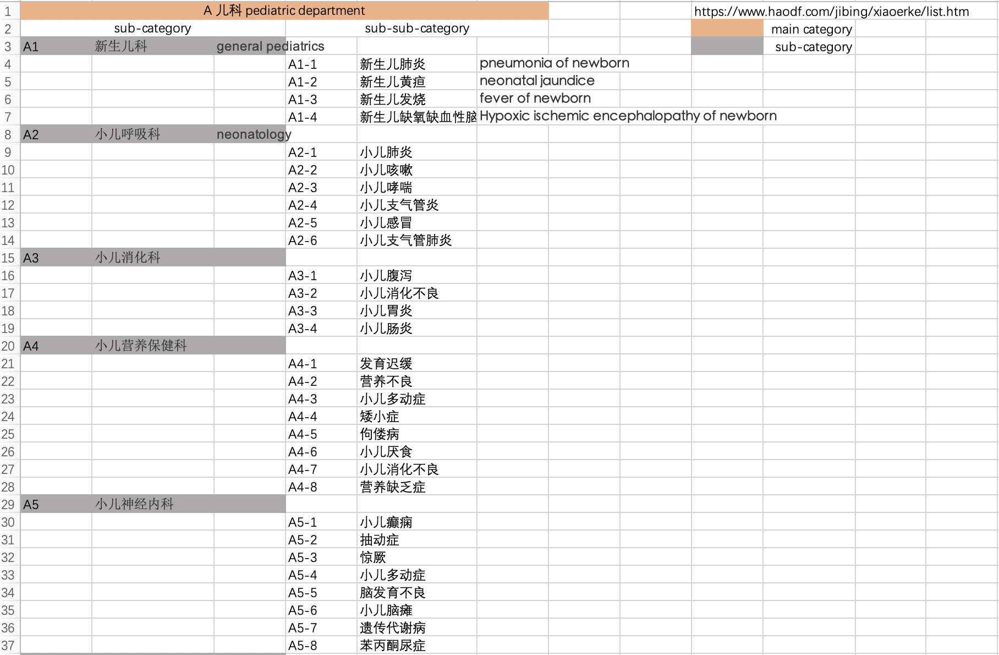 1 A 儿科 pediatric department https://www.haodf.com/jibing/xiaoerke/list.htm
2 sub-category sub-sub-category main category
3 A1 新生儿科 general pediatrics sub-category
4 A1-1 新生儿肺炎 pneumonia of newborn
5 A1-2 新生儿黄疸 neonatal jaundice
6 A1-3 新生儿发烧 fever of newborn
7 A1-4 新生儿缺氧缺血性脑 Hypoxic ischemic encephalopathy of newborn
8 A2 小儿呼吸科 neonatology
9 A2-1 小儿肺炎
10 A2-2 小儿咳嗽
11 A2-3 小儿哮喘
12 A2-4 小儿支气管炎
13 A2-5 小儿感冒
14 A2-6 小儿支气管肺炎
15 A3 小儿消化科
16 A3-1 小儿腹泻
17 A3-2 小儿消化不良
18 A3-3 小儿胃炎
19 A3-4 小儿肠炎
20 A4 小儿营养保健科
21 A4-1 发育迟缓
22 A4-2 营养不良
23 A4-3 小儿多动症
24 A4-4 矮小症
25 A4-5 佝偻病
26 A4-6 小儿厌食
27 A4-7 小儿消化不良
28 A4-8 营养缺乏症
29 A5 小儿神经内科
30 A5-1 小儿癫痫
31 A5-2 抽动症
32 A5-3 惊厥
33 A5-4 小儿多动症
34 A5-5 脑发育不良
35 A5-6 小儿脑瘫
36 A5-7 遗传代谢病
37 A5-8 苯丙酮尿症